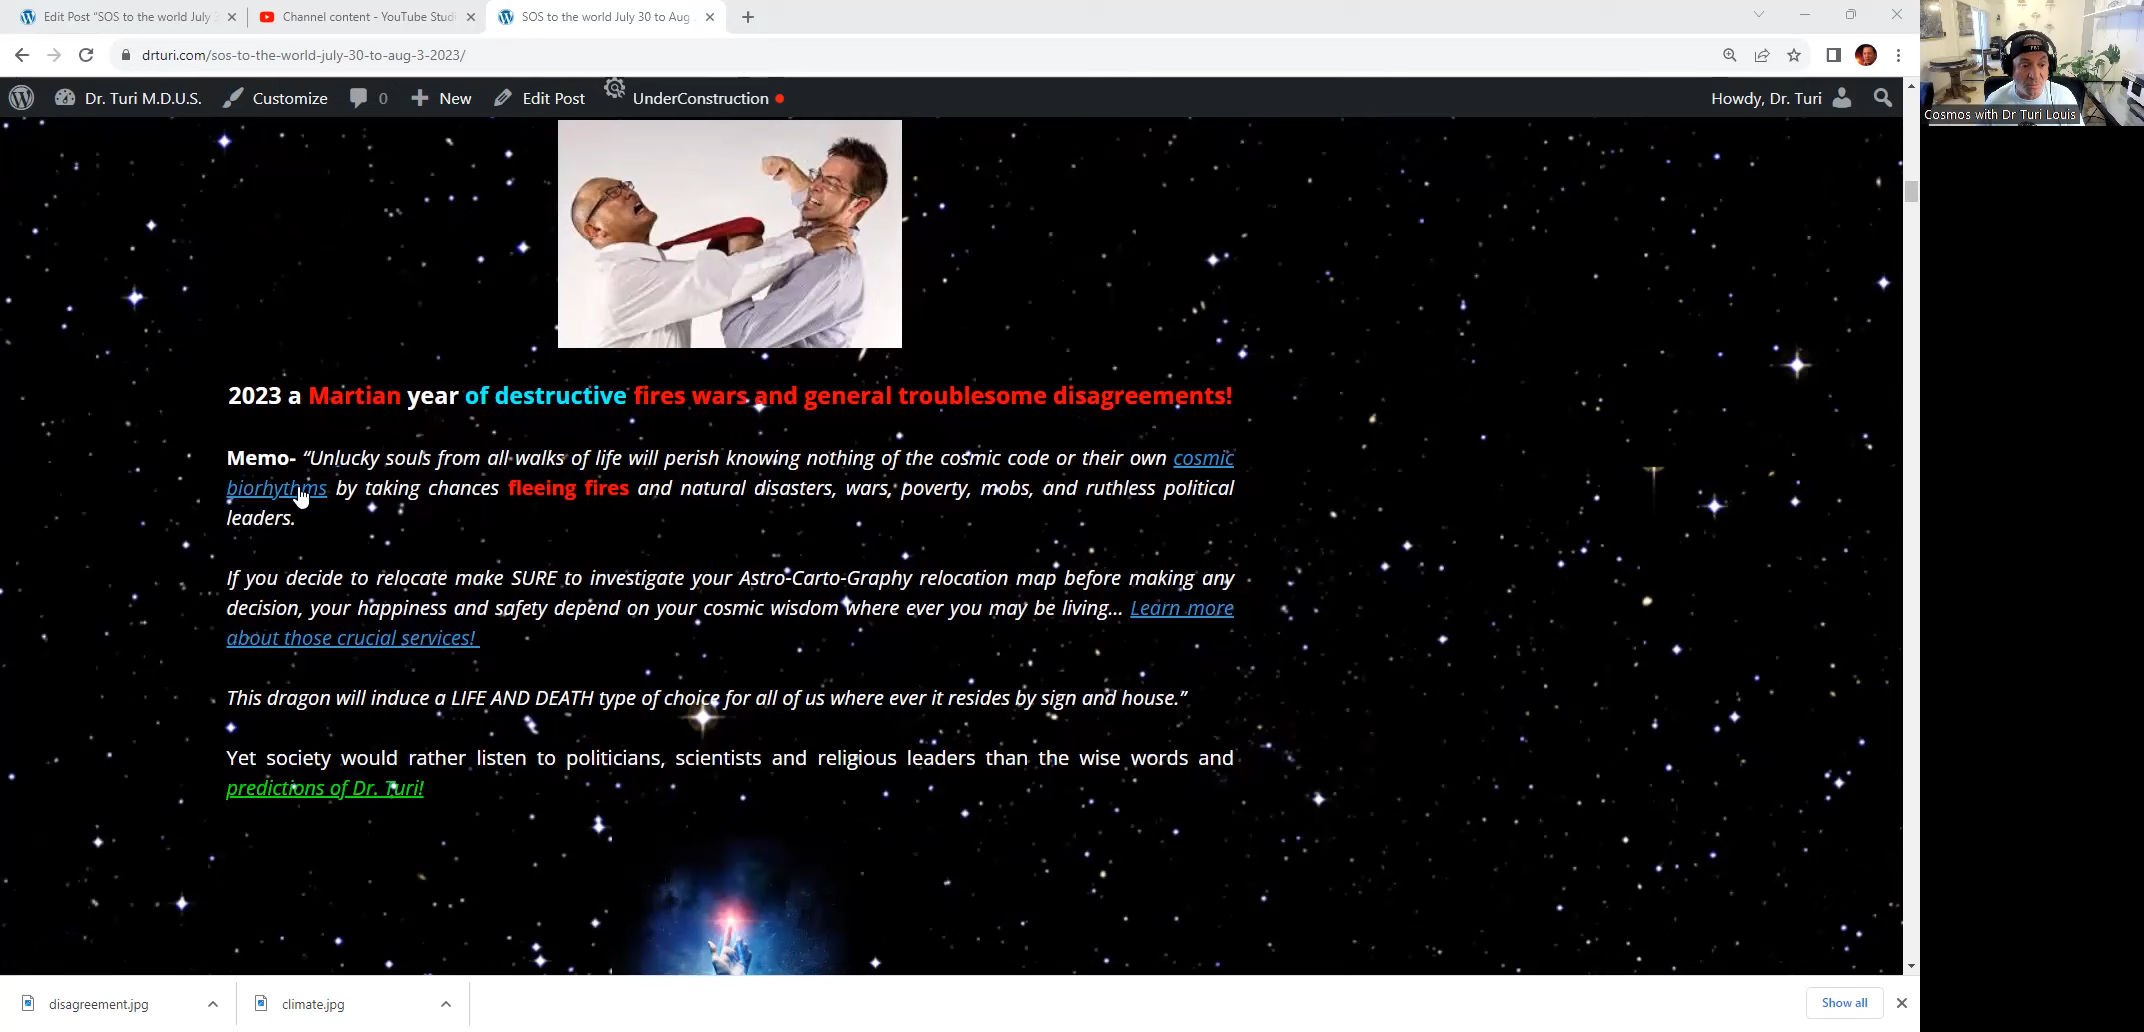 Edit Post “SOS to the world July
Channel content - YouTube Studi
SOS to the world July 30 to Aug
drturi.com/sos-to-the-world-july-30-to-aug-3-2023/
Dr. Turi M.D.U.S.
Customize
0
New
Edit Post
UnderConstruction
Howdy, Dr. Turi
Cosmos with Dr Turi Louis
2023 a Martian year of destructive fires wars and general troublesome disagreements!
Memo- “Unlucky souls from all walks of life will perish knowing nothing of the cosmic code or their own cosmic
biorhythms by taking chances fleeing fires and natural disasters, wars, poverty, mobs, and ruthless political
leaders.
If you decide to relocate make SURE to investigate your Astro-Carto-Graphy relocation map before making any
decision, your happiness and safety depend on your cosmic wisdom where ever you may be living… Learn more
about those crucial services!
This dragon will induce a LIFE AND DEATH type of choice for all of us where ever it resides by sign and house.”
Yet society would rather listen to politicians, scientists and religious leaders than the wise words and
predictions of Dr. Turi!
disagreement.jpg
climate.jpg
Show all